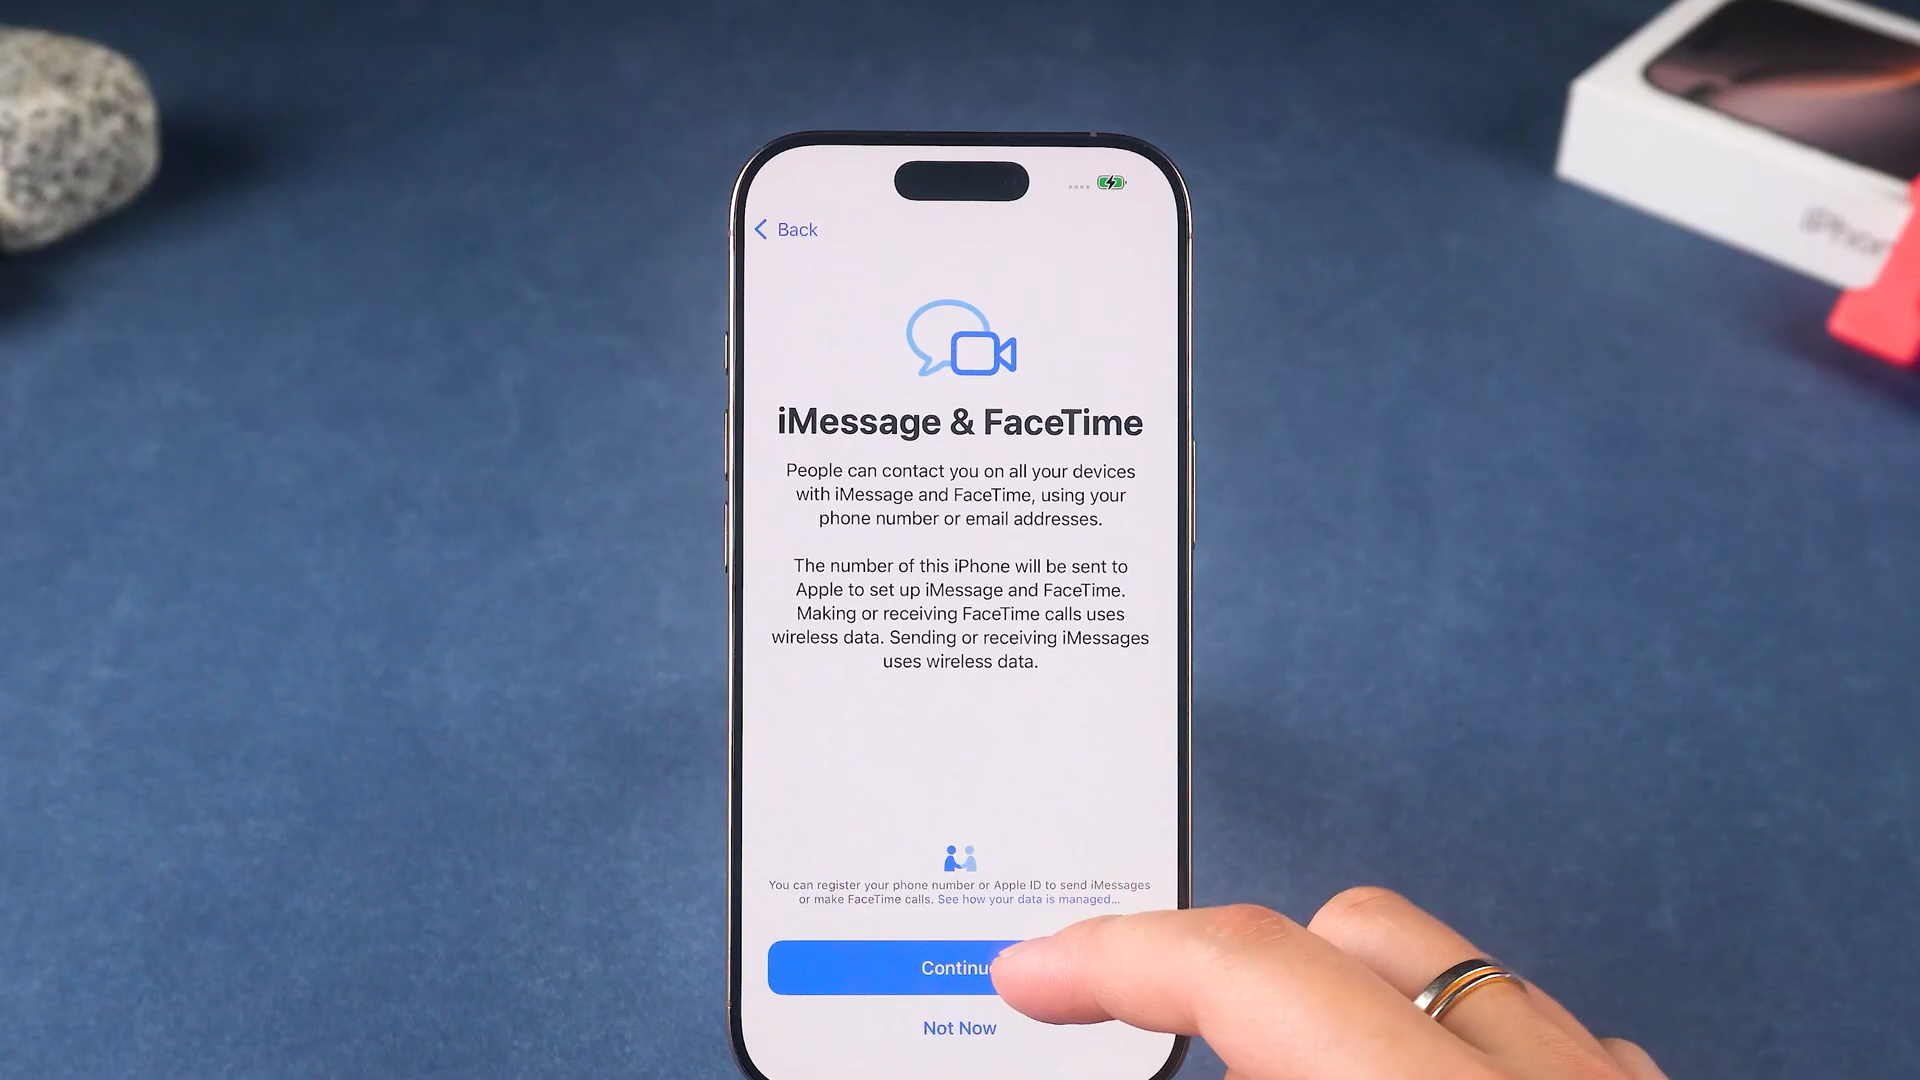 Back
iMessage & FaceTime
People can contact you on all your devices
with iMessage and FaceTime, using your
phone number or email addresses.
The number of this iPhone will be sent to
Apple to set up iMessage and FaceTime.
Making or receiving FaceTime calls uses
wireless data. Sending or receiving iMessages
uses wireless data.
You can register your phone number or Apple ID to send iMessages
or make FaceTime calls. See how your data is managed...
Continue
Not Now
iPhon